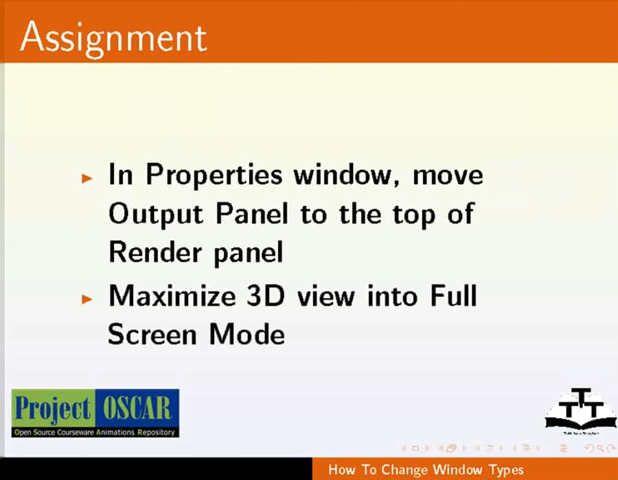 Assignment
In Properties window, move
Output Panel to the top of
Render panel
Maximize 3D view into Full
Screen Mode
Project OSCAR
Open Source Courseware Animations Repository
How To Change Window Types